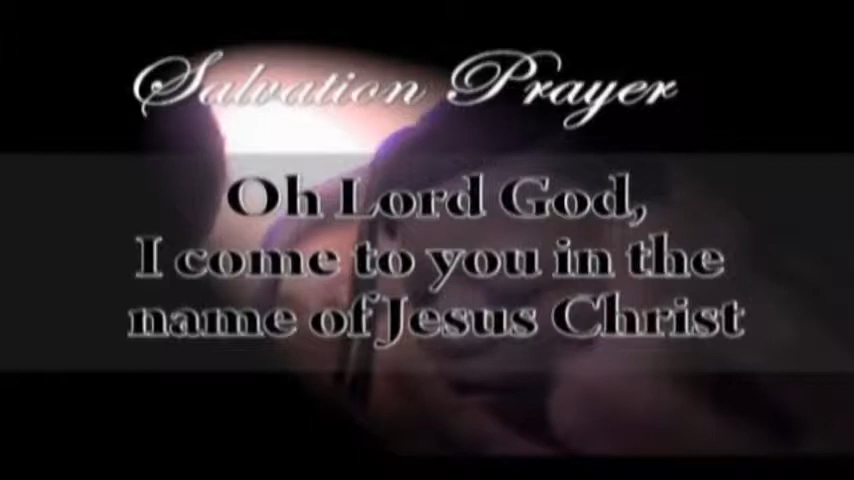 Salvation Prayer
Oh Lord God,
I come to you in the
name of Jesus Christ